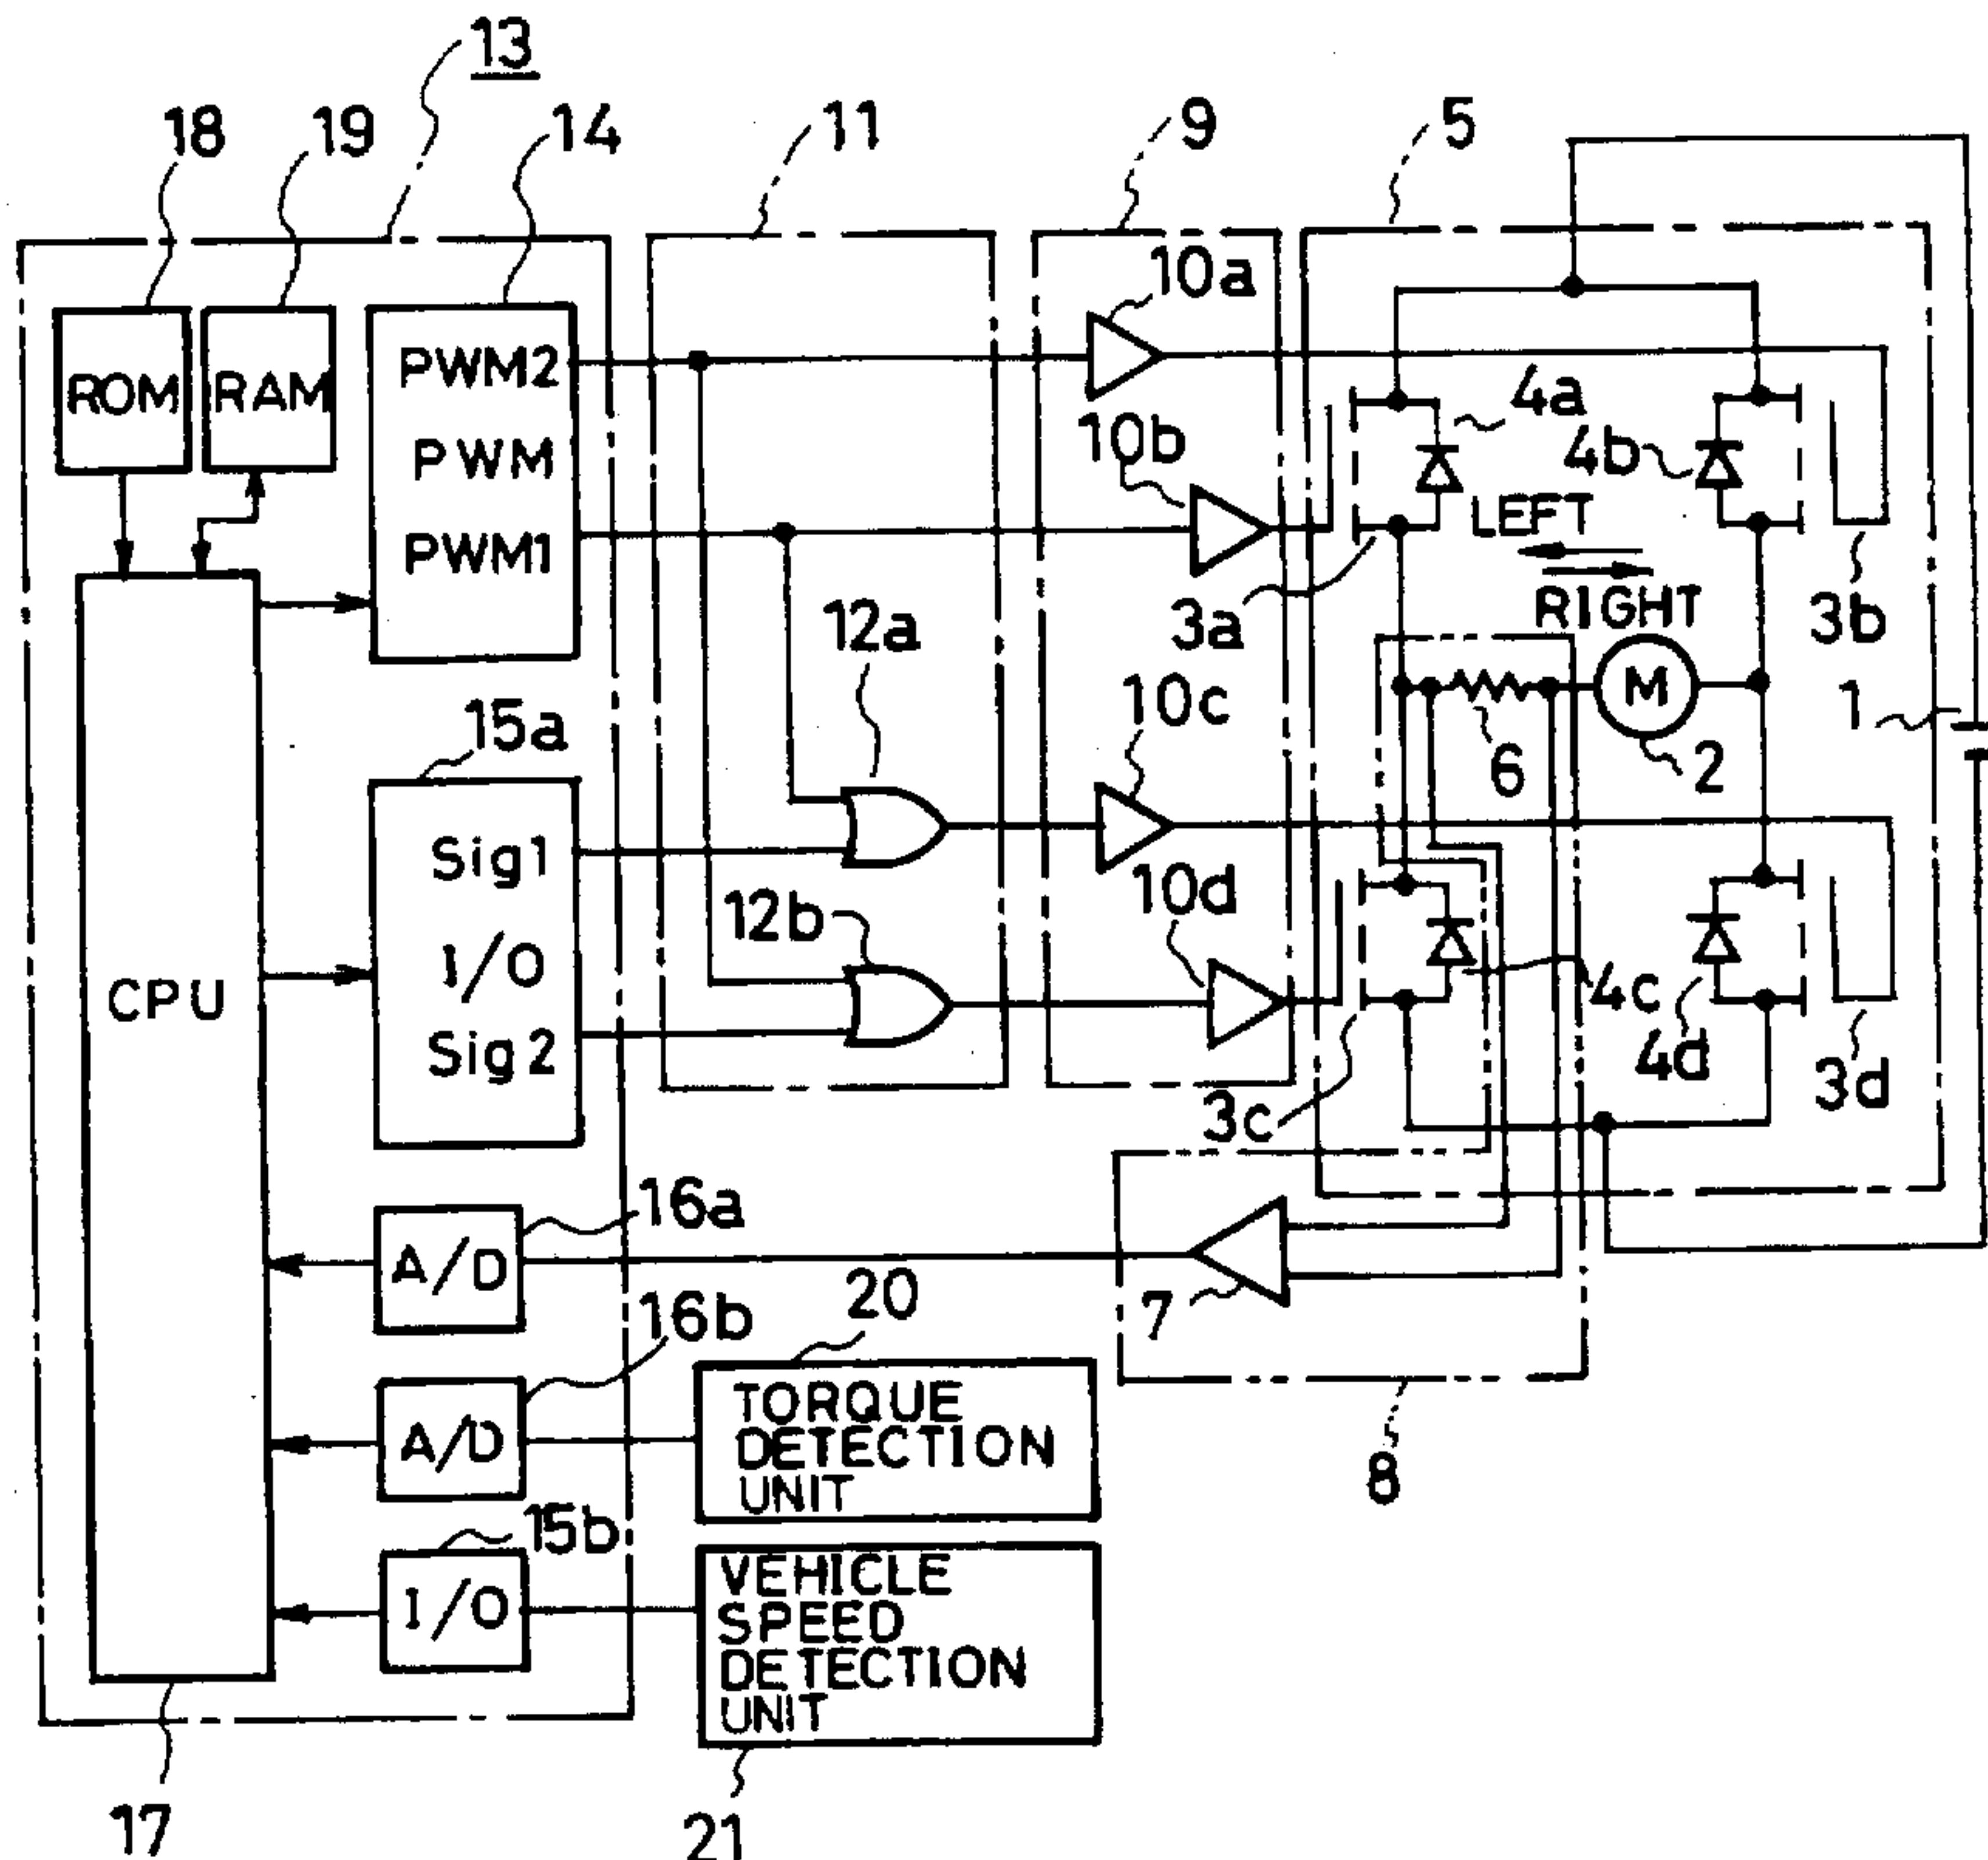 13
18
19
14
11
9
5
10a
ROM
RAM
PWM2
PWM
PWM1
10b
4a
4b
LEFT
RIGHT
3a
3b
12a
10c
M
1
15a
6
2
Sig1
I/O
Sig2
12b
10d
CPU
4c
4d
3c
3d
16a
A/D
7
20
16b
A/D
TORQUE
DETECTION
UNIT
8
15b
I/O
VEHICLE
SPEED
DETECTION
UNIT
17
21